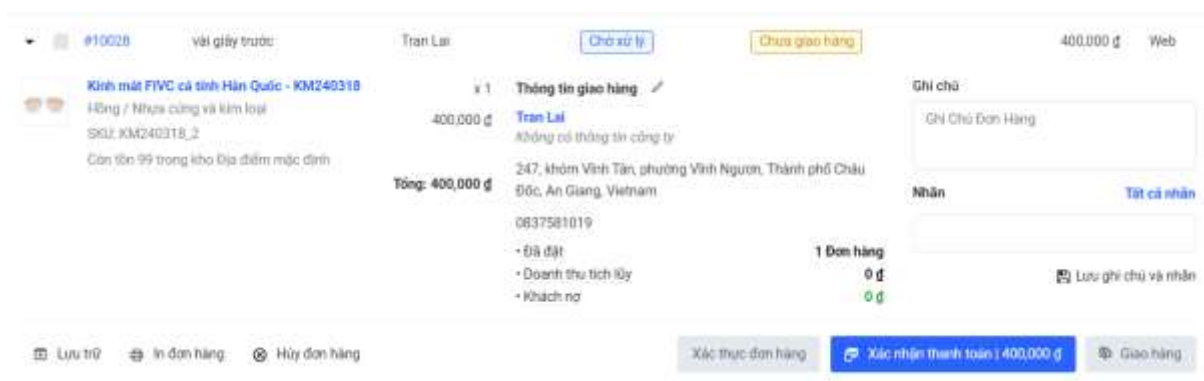 #10028 vài giây trước Tran Lai Chờ xử lý Chưa giao hàng 400,000 ₫ Web
Kính mát FIVC cá tính Hàn Quốc - KM240318
Hồng / Nhựa cứng và kim loại
SKU: KM240318_2
Còn tồn 99 trong kho Địa điểm mặc định
x 1
400,000 ₫
Tổng: 400,000 ₫
Thông tin giao hàng
Tran Lai
Không có thông tin công ty
247, khóm Vĩnh Tân, phường Vĩnh Nguơn, Thành phố Châu
Đốc, An Giang, Vietnam
0837581019
• Đã đặt 1 Đơn hàng
• Doanh thu tích lũy 0 ₫
• Khách nợ 0 ₫
Ghi chú
Ghi Chú Đơn Hàng
Nhãn Tất cả nhãn
Lưu ghi chú và nhãn
Lưu trữ In đơn hàng Hủy đơn hàng Xác thực đơn hàng Xác nhận thanh toán | 400,000 ₫ Giao hàng